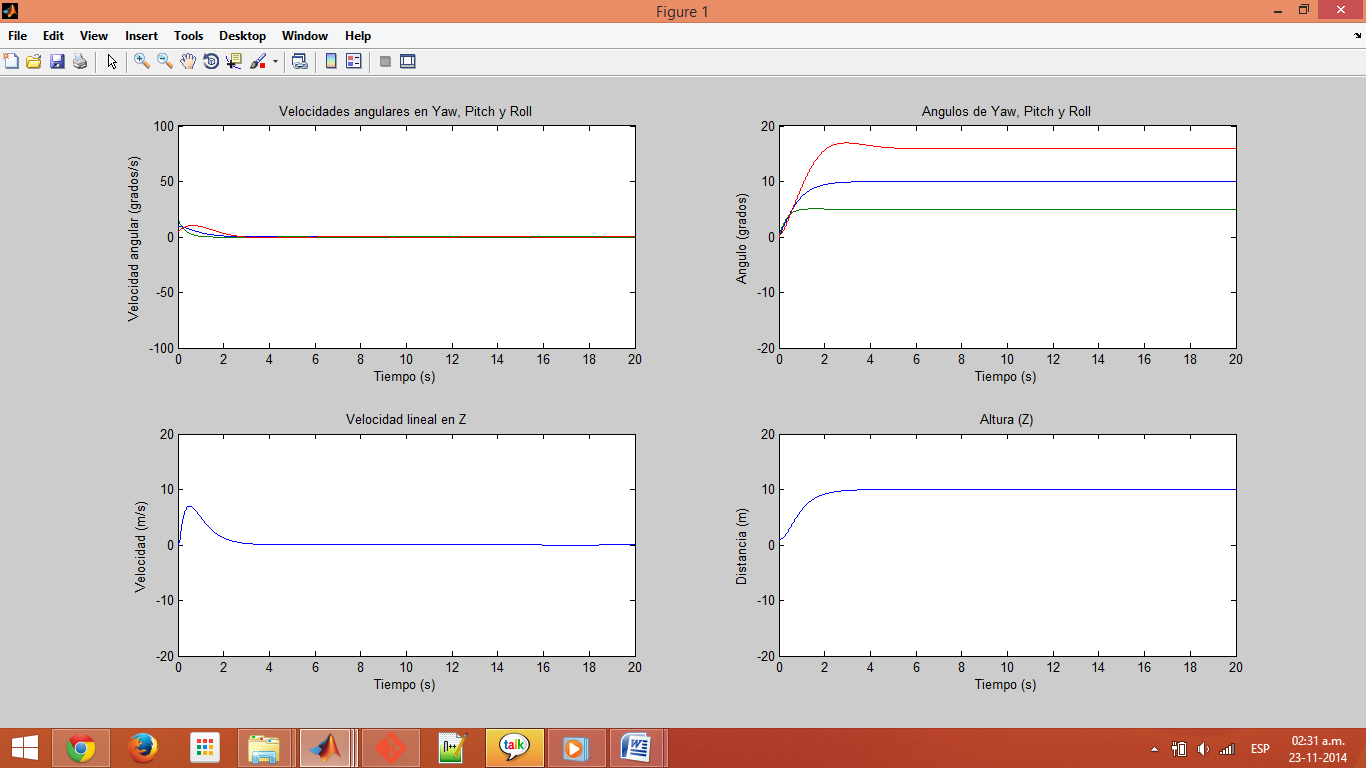 Figure 1
File Edit View Insert Tools Desktop Window Help
Velocidades angulares en Yaw, Pitch y Roll
Velocidad angular (grados/s)
100
50
0
-50
-100
0 2 4 6 8 10 12 14 16 18 20
Tiempo (s)
Angulos de Yaw, Pitch y Roll
Angulo (grados)
20
10
0
-10
-20
0 2 4 6 8 10 12 14 16 18 20
Tiempo (s)
Velocidad lineal en Z
Velocidad (m/s)
20
10
0
-10
-20
0 2 4 6 8 10 12 14 16 18 20
Tiempo (s)
Altura (Z)
Distancia (m)
20
10
0
-10
-20
0 2 4 6 8 10 12 14 16 18 20
Tiempo (s)
n++
talk
W
ESP
02:31 a.m.
23-11-2014